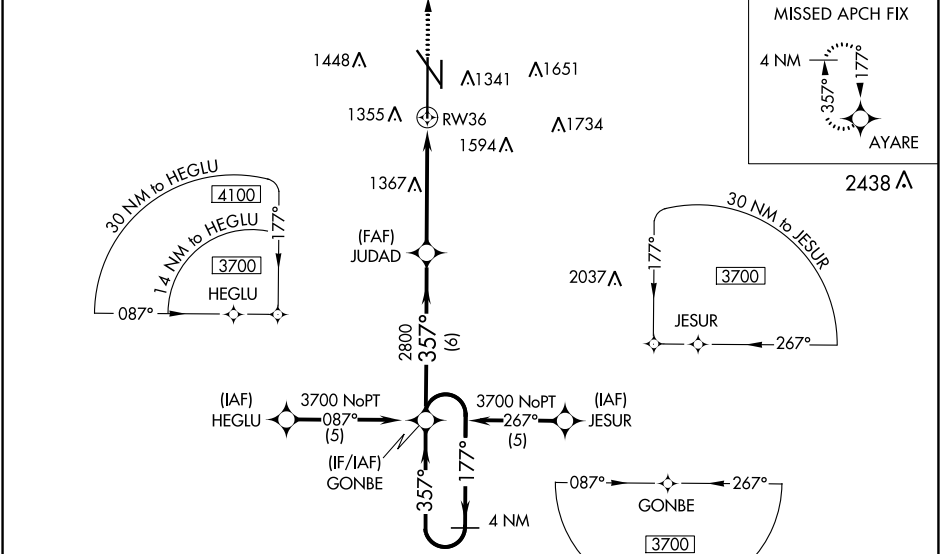 MISSED APCH FIX
4 NM
357°
177°
AYARE
1448
1341
1651
1355
RW36
1734
1594
1367
2438
30 NM to HEGLU
4100
14 NM to HEGLU
177°
3700
HEGLU
087°
(FAF)
JUDAD
30 NM to JESUR
177°
2037
3700
JESUR
267°
2800
357°
(6)
(IAF)
HEGLU
3700 NoPT
087°
(5)
3700 NoPT
267°
(5)
(IAF)
JESUR
(IF/IAF)
GONBE
357°
177°
4 NM
087°
267°
GONBE
3700